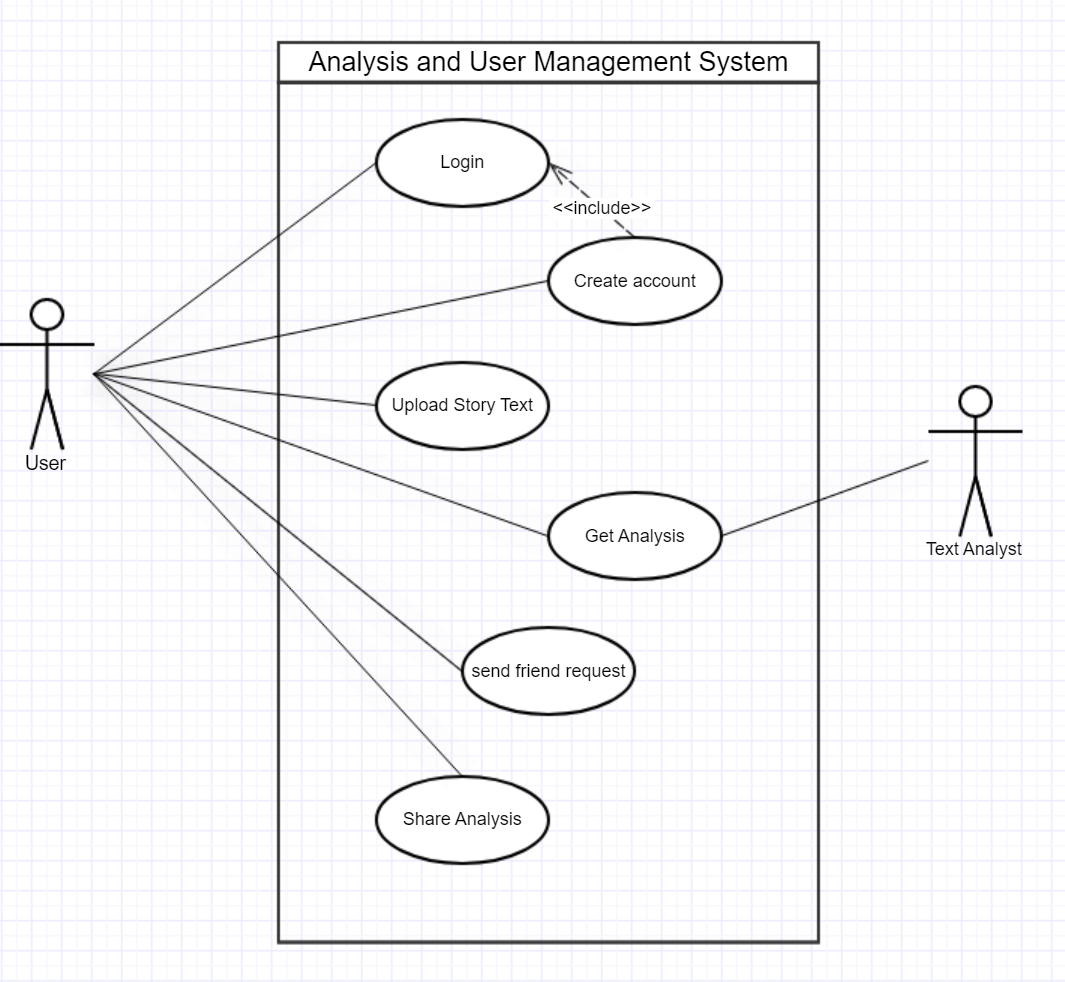 Analysis and User Management System
Login
<<include>>
Create account
Upload Story Text
User
Get Analysis
Text Analyst
send friend request
Share Analysis